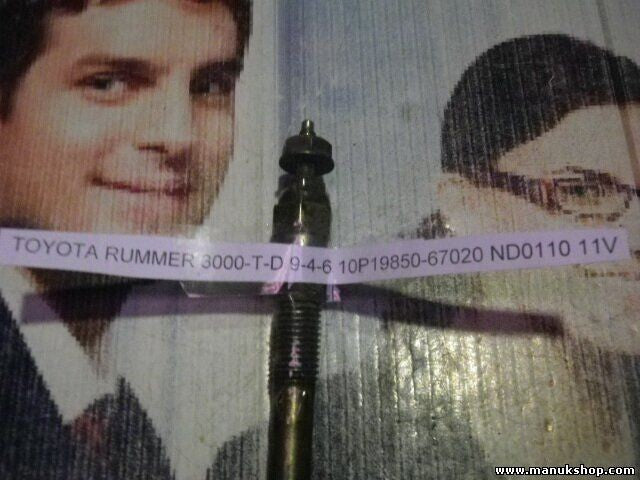 TOYOTA RUMMER 3000-T-D 9-4-6 10P19850-67020 ND0110 11V
www.manukshop.com